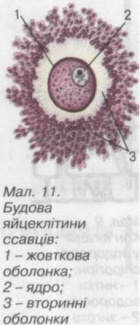 1 2
3
Мал. 11.
Будова
яйцеклітини
ссавців:
1 – жовткова
оболонка;
2 – ядро;
3 – вторинні
оболонки